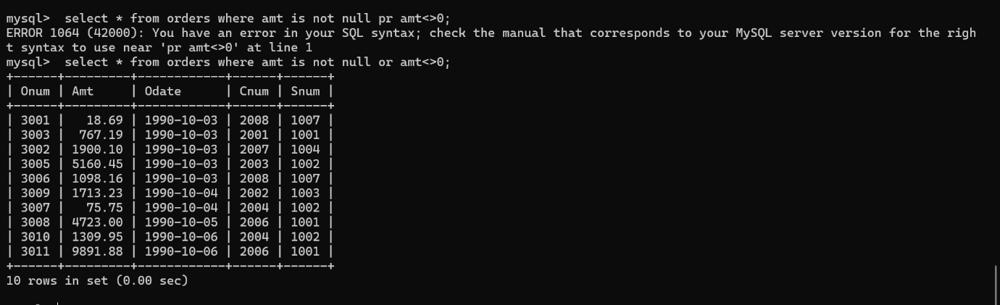 mysql>  select * from orders where amt is not null pr amt<>0;
ERROR 1064 (42000): You have an error in your SQL syntax; check the manual that corresponds to your MySQL server version for the righ
t syntax to use near 'pr amt<>0' at line 1
mysql>  select * from orders where amt is not null or amt<>0;
+------+---------+------------+------+------+
| Onum | Amt     | Odate      | Cnum | Snum |
+------+---------+------------+------+------+
| 3001 |   18.69 | 1990-10-03 | 2008 | 1007 |
| 3003 |  767.19 | 1990-10-03 | 2001 | 1001 |
| 3002 | 1900.10 | 1990-10-03 | 2007 | 1004 |
| 3005 | 5160.45 | 1990-10-03 | 2003 | 1002 |
| 3006 | 1098.16 | 1990-10-03 | 2008 | 1007 |
| 3009 | 1713.23 | 1990-10-04 | 2002 | 1003 |
| 3007 |   75.75 | 1990-10-04 | 2004 | 1002 |
| 3008 | 4723.00 | 1990-10-05 | 2006 | 1001 |
| 3010 | 1309.95 | 1990-10-06 | 2004 | 1002 |
| 3011 | 9891.88 | 1990-10-06 | 2006 | 1001 |
+------+---------+------------+------+------+
10 rows in set (0.00 sec)